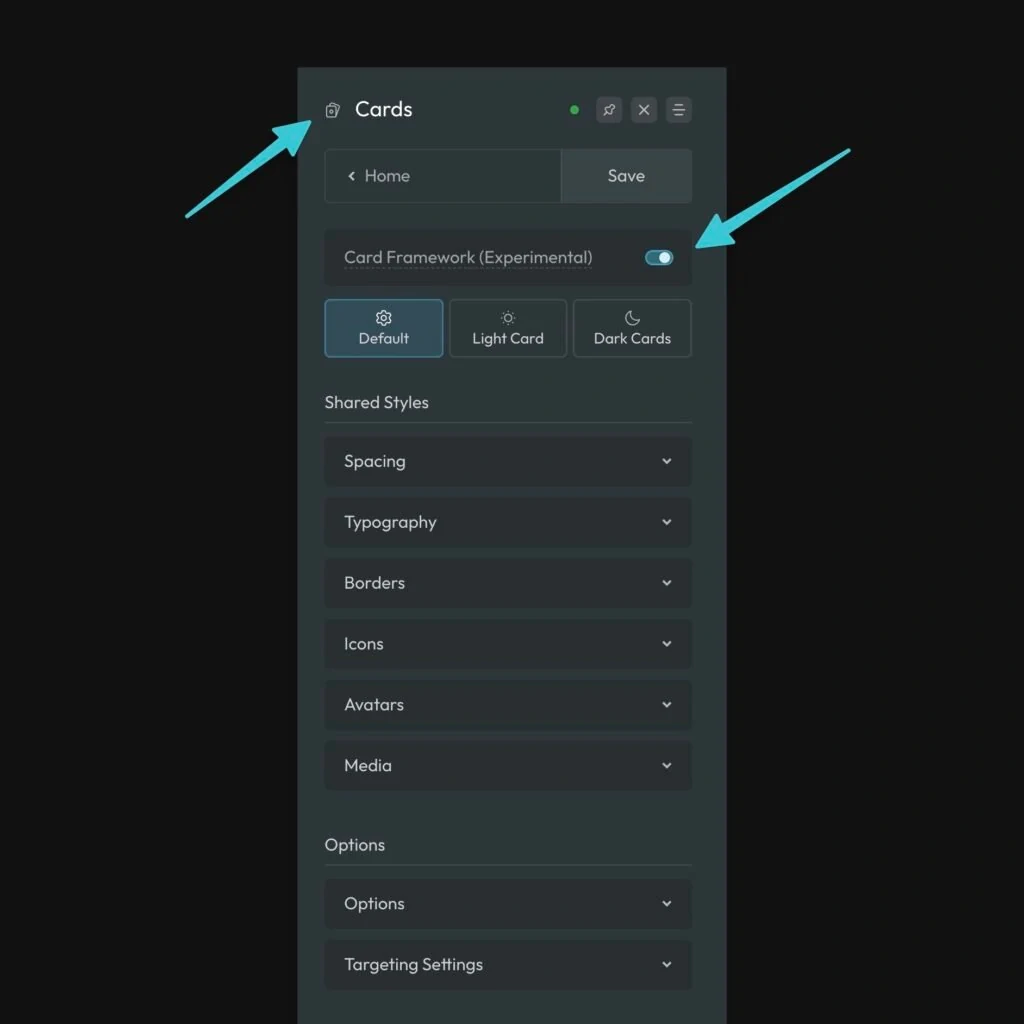 Cards
Home
Save
Card Framework (Experimental)
Default
Light Card
Dark Cards
Shared Styles
Spacing
Typography
Borders
Icons
Avatars
Media
Options
Options
Targeting Settings